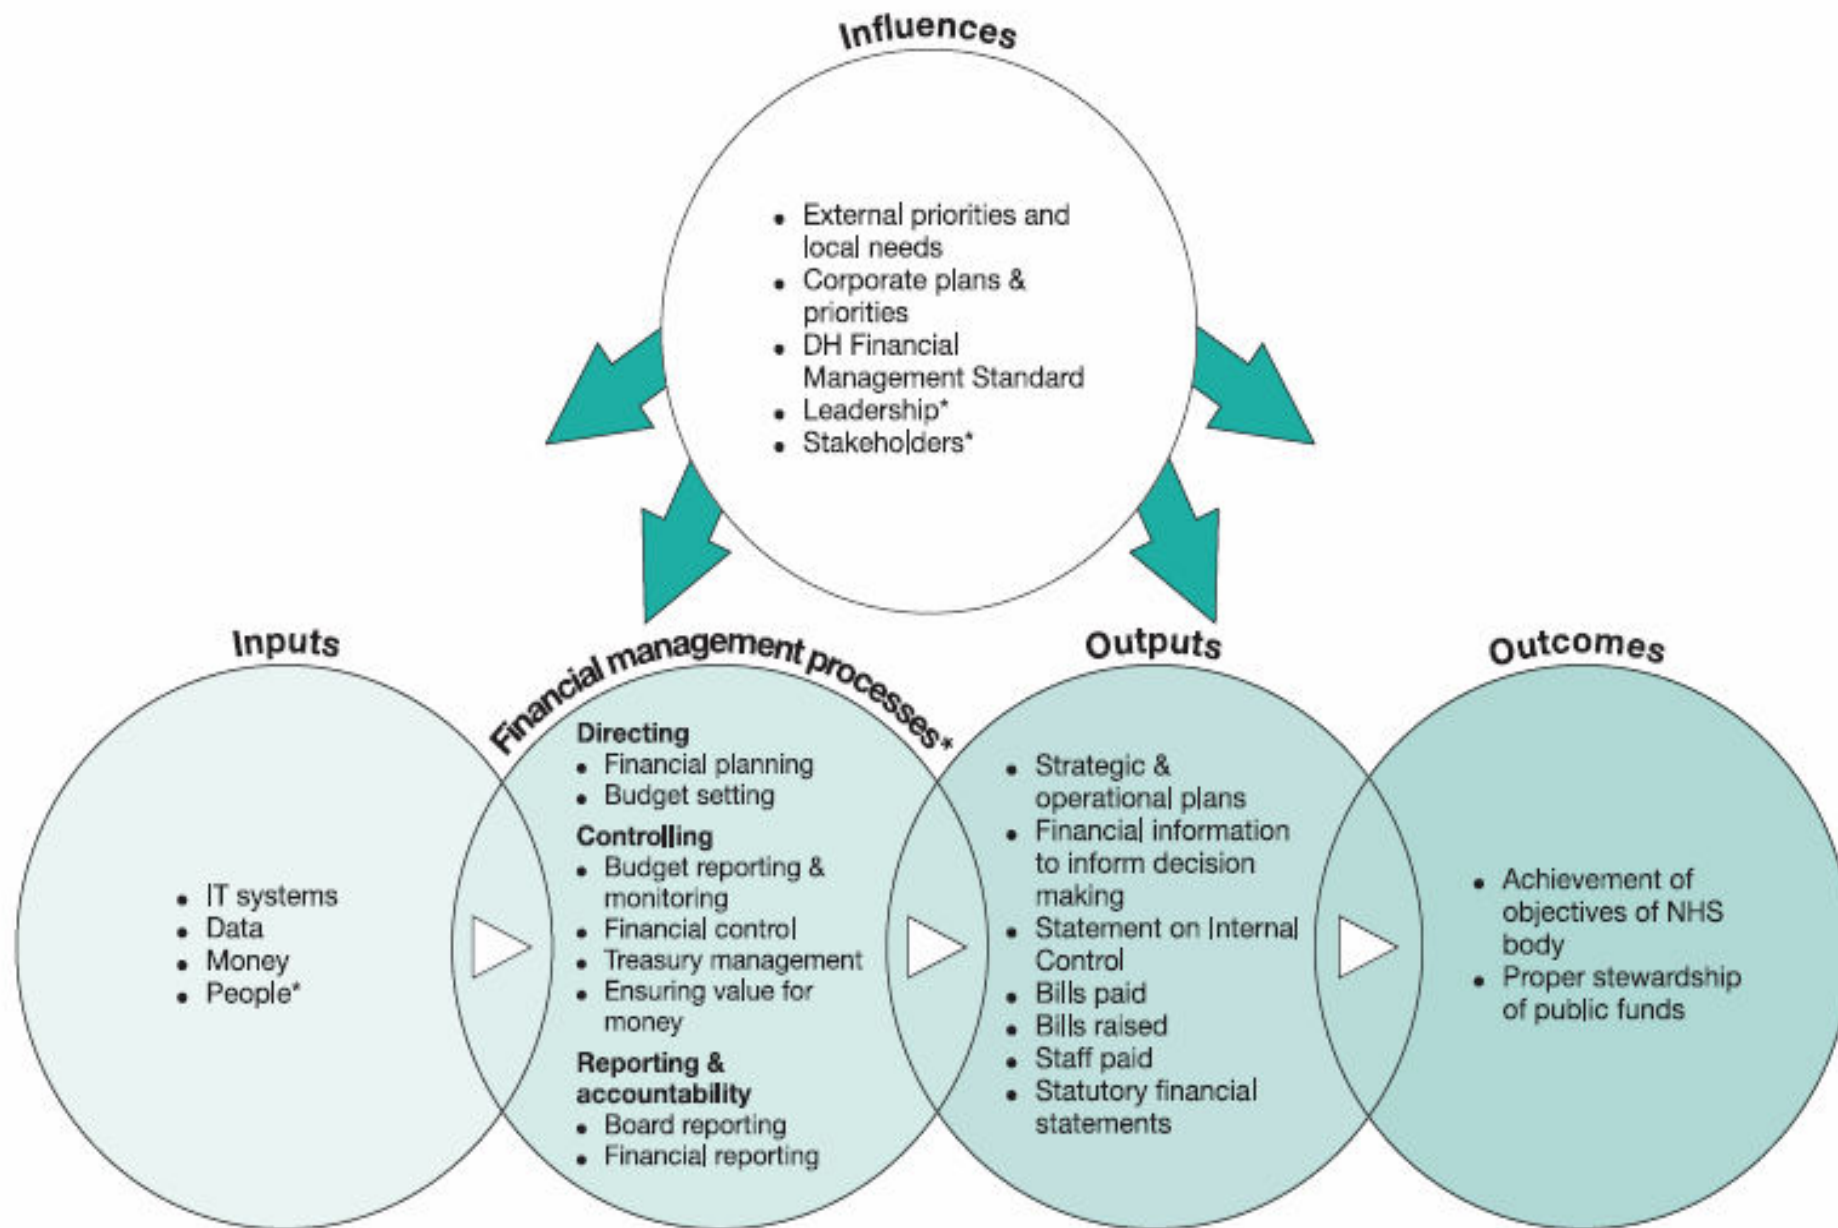 Influences
• External priorities and
local needs
• Corporate plans &
priorities
• DH Financial
Management Standard
• Leadership*
• Stakeholders*
Inputs
• IT systems
• Data
• Money
• People*
Financial management processes*
Directing
• Financial planning
• Budget setting
Controlling
• Budget reporting &
monitoring
• Financial control
• Treasury management
• Ensuring value for
money
Reporting &
accountability
• Board reporting
• Financial reporting
Outputs
• Strategic &
operational plans
• Financial information
to inform decision
making
• Statement on Internal
Control
• Bills paid
• Bills raised
• Staff paid
• Statutory financial
statements
Outcomes
• Achievement of
objectives of NHS
body
• Proper stewardship
of public funds